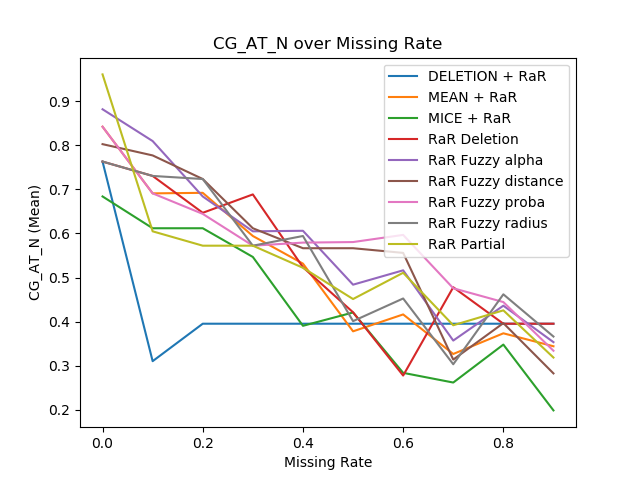 CG_AT_N over Missing Rate
CG_AT_N (Mean)
0.9
0.8
0.7
0.6
0.5
0.4
0.3
0.2
DELETION + RaR
MEAN + RaR
MICE + RaR
RaR Deletion
RaR Fuzzy alpha
RaR Fuzzy distance
RaR Fuzzy proba
RaR Fuzzy radius
RaR Partial
0.0 0.2 0.4 0.6 0.8
Missing Rate